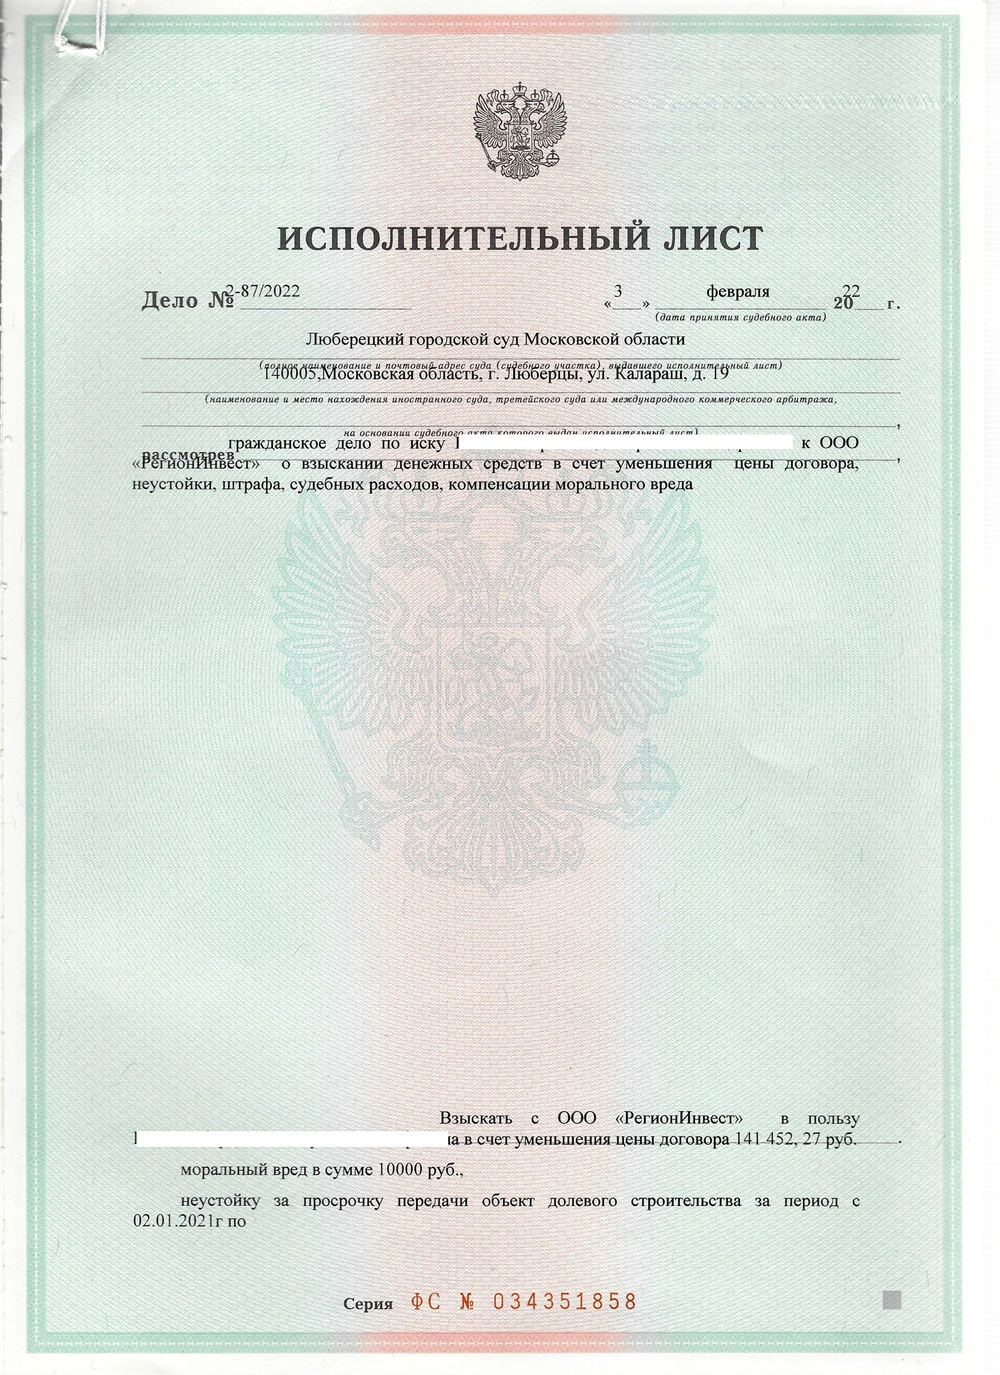 ИСПОЛНИТЕЛЬНЫЙ ЛИСТ
Дело № 2-87/2022 « 3 » февраля 2022 г.
(дата принятия судебного акта)
Люберецкий городской суд Московской области
(полное наименование и почтовый адрес суда (судебного участка), выдавшего исполнительный лист)
140005,Московская область, г. Люберцы, ул. Калараш, д. 19
(наименование и место нахождения иностранного суда, третейского суда или международного коммерческого арбитража,
,
на основании судебного акта которого выдан исполнительный лист)
гражданское дело по иску к ООО
рассмотрев ,
«РегионИнвест» о взыскании денежных средств в счет уменьшения цены договора,
неустойки, штрафа, судебных расходов, компенсации морального вреда
Взыскать с ООО «РегионИнвест» в пользу
в счет уменьшения цены договора 141 452, 27 руб. .
моральный вред в сумме 10000 руб.,
неустойку за просрочку передачи объект долевого строительства за период с
02.01.2021г по
Серия ФС № 034351858